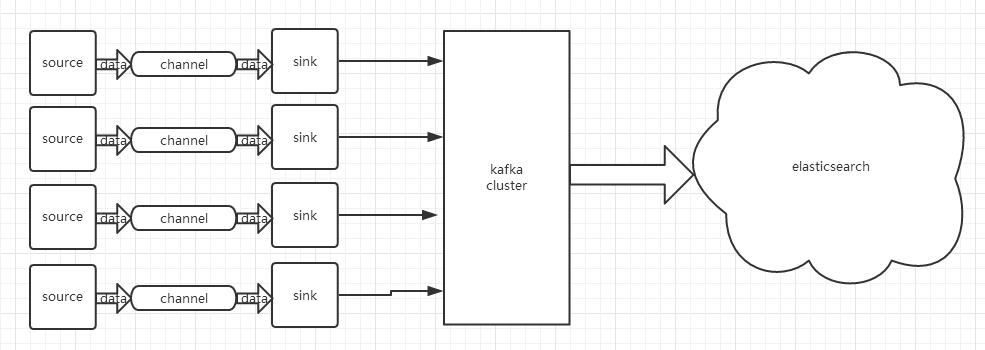 source data channel data sink
source data channel data sink
source data channel data sink
source data channel data sink
kafka
cluster
elasticsearch